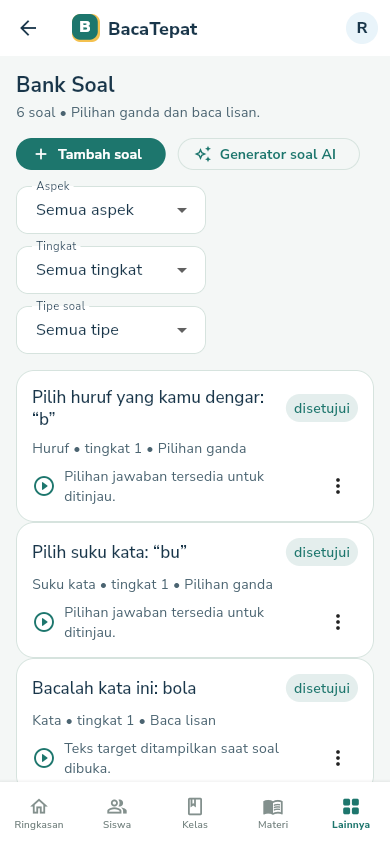 B
BacaTepat
R
Bank Soal
6 soal • Pilihan ganda dan baca lisan.
Tambah soal
Generator soal AI
Aspek
Semua aspek
Tingkat
Semua tingkat
Tipe soal
Semua tipe
Pilih huruf yang kamu dengar:
“b”
disetujui
Huruf • tingkat 1 • Pilihan ganda
Pilihan jawaban tersedia untuk
ditinjau.
Pilih suku kata: “bu”
disetujui
Suku kata • tingkat 1 • Pilihan ganda
Pilihan jawaban tersedia untuk
ditinjau.
Bacalah kata ini: bola
disetujui
Kata • tingkat 1 • Baca lisan
Teks target ditampilkan saat soal
dibuka.
Ringkasan
Siswa
Kelas
Materi
Lainnya